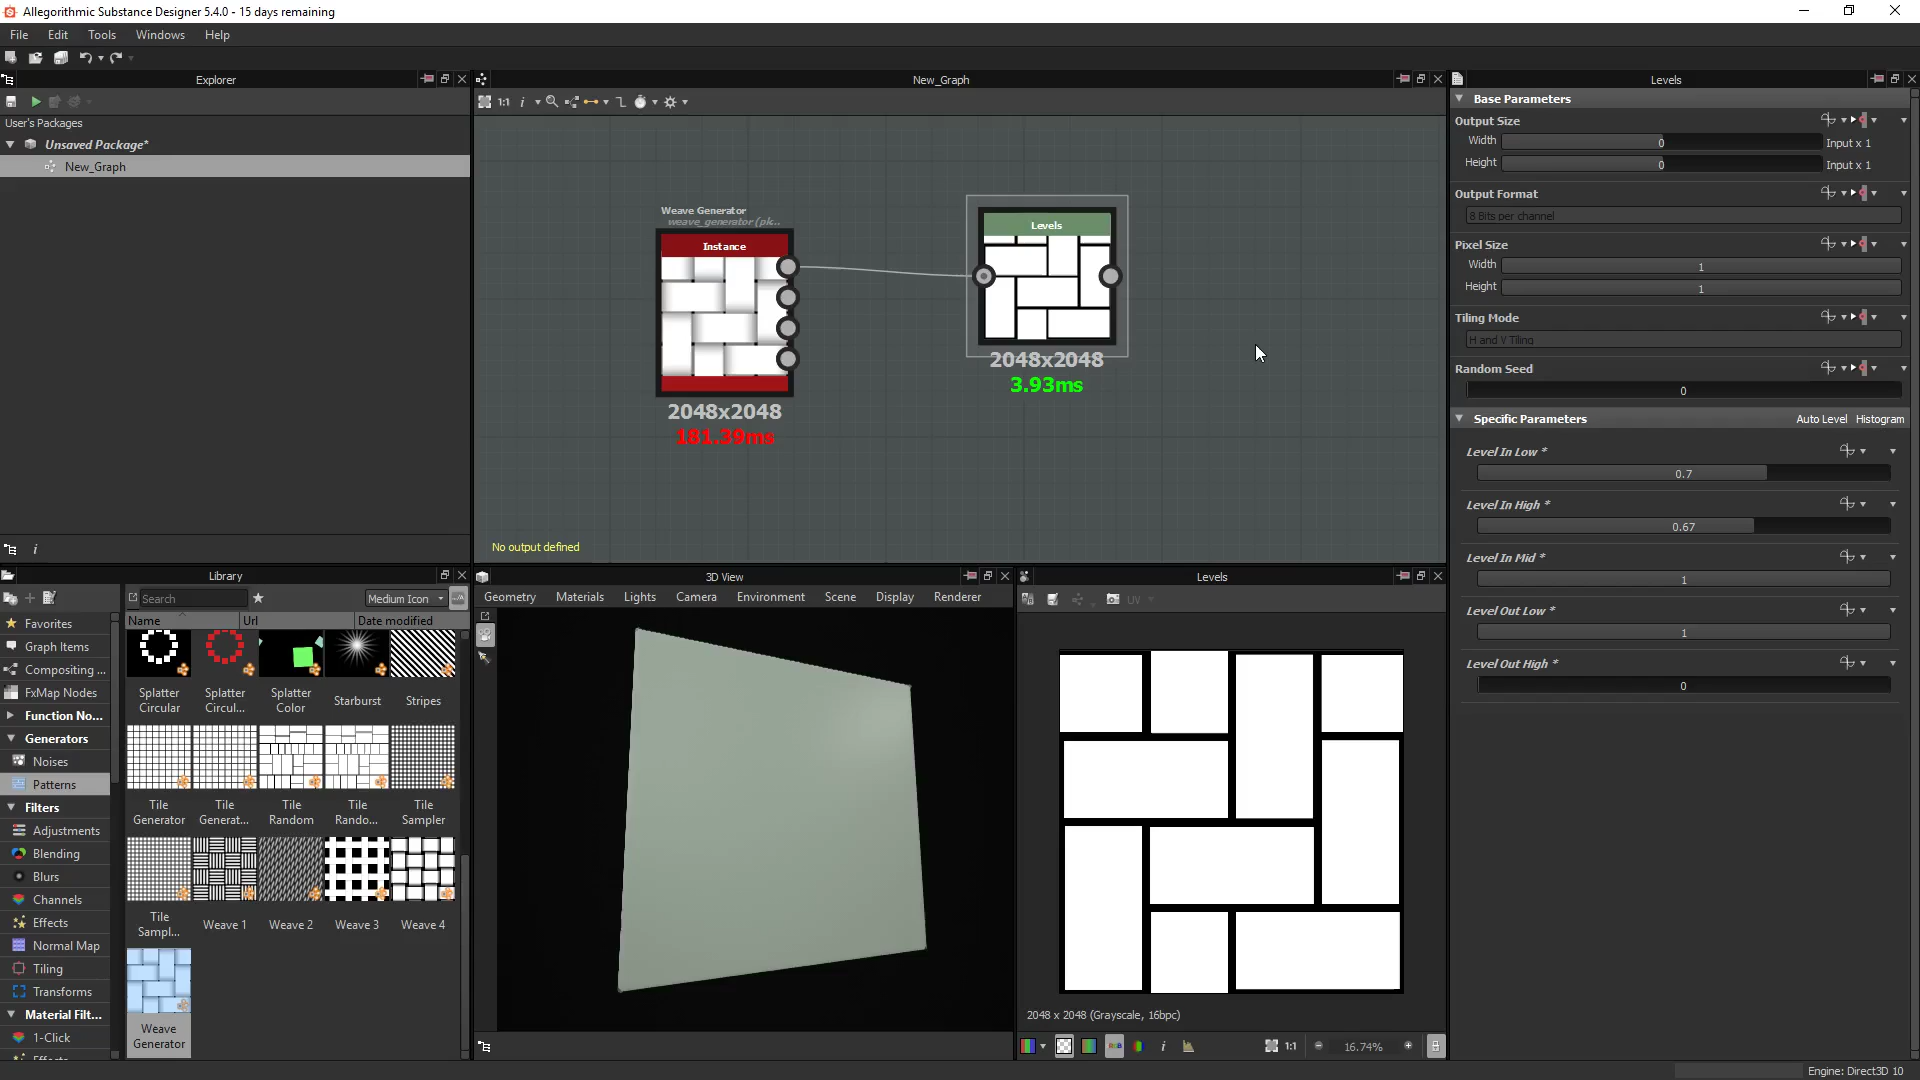 Allegorithmic Substance Designer 5.4.0 - 15 days remaining
File Edit Tools Windows Help
Explorer
User's Packages
Unsaved Package*
New_Graph
New_Graph
1:1
Weave Generator
weave_generator (pk...
Instance
2048x2048
181.39ms
Levels
2048x2048
3.93ms
No output defined
Levels
Base Parameters
Output Size
Width 0 Input x 1
Height 0 Input x 1
Output Format
8 Bits per channel
Pixel Size
Width 1
Height 1
Tiling Mode
H and V Tiling
Random Seed
0
Specific Parameters Auto Level Histogram
Level In Low *
0.7
Level In High *
0.67
Level In Mid *
1
Level Out Low *
1
Level Out High *
0
Library
Search
Medium Icon
Name Url Date modified
Favorites
Graph Items
Compositing ...
FxMap Nodes
Function No...
Generators
Noises
Patterns
Filters
Adjustments
Blending
Blurs
Channels
Effects
Normal Map
Tiling
Transforms
Material Filt...
1-Click
Effects
Splatter Circular
Splatter Circul...
Splatter Color
Starburst
Stripes
Tile Generator
Tile Generat...
Tile Random
Tile Rando...
Tile Sampler
Tile Sampl...
Weave 1
Weave 2
Weave 3
Weave 4
Weave Generator
3D View
Geometry Materials Lights Camera Environment Scene Display Renderer
Levels
UV
2048 x 2048 (Grayscale, 16bpc)
RGB
1:1
16.74%
Engine: Direct3D 10